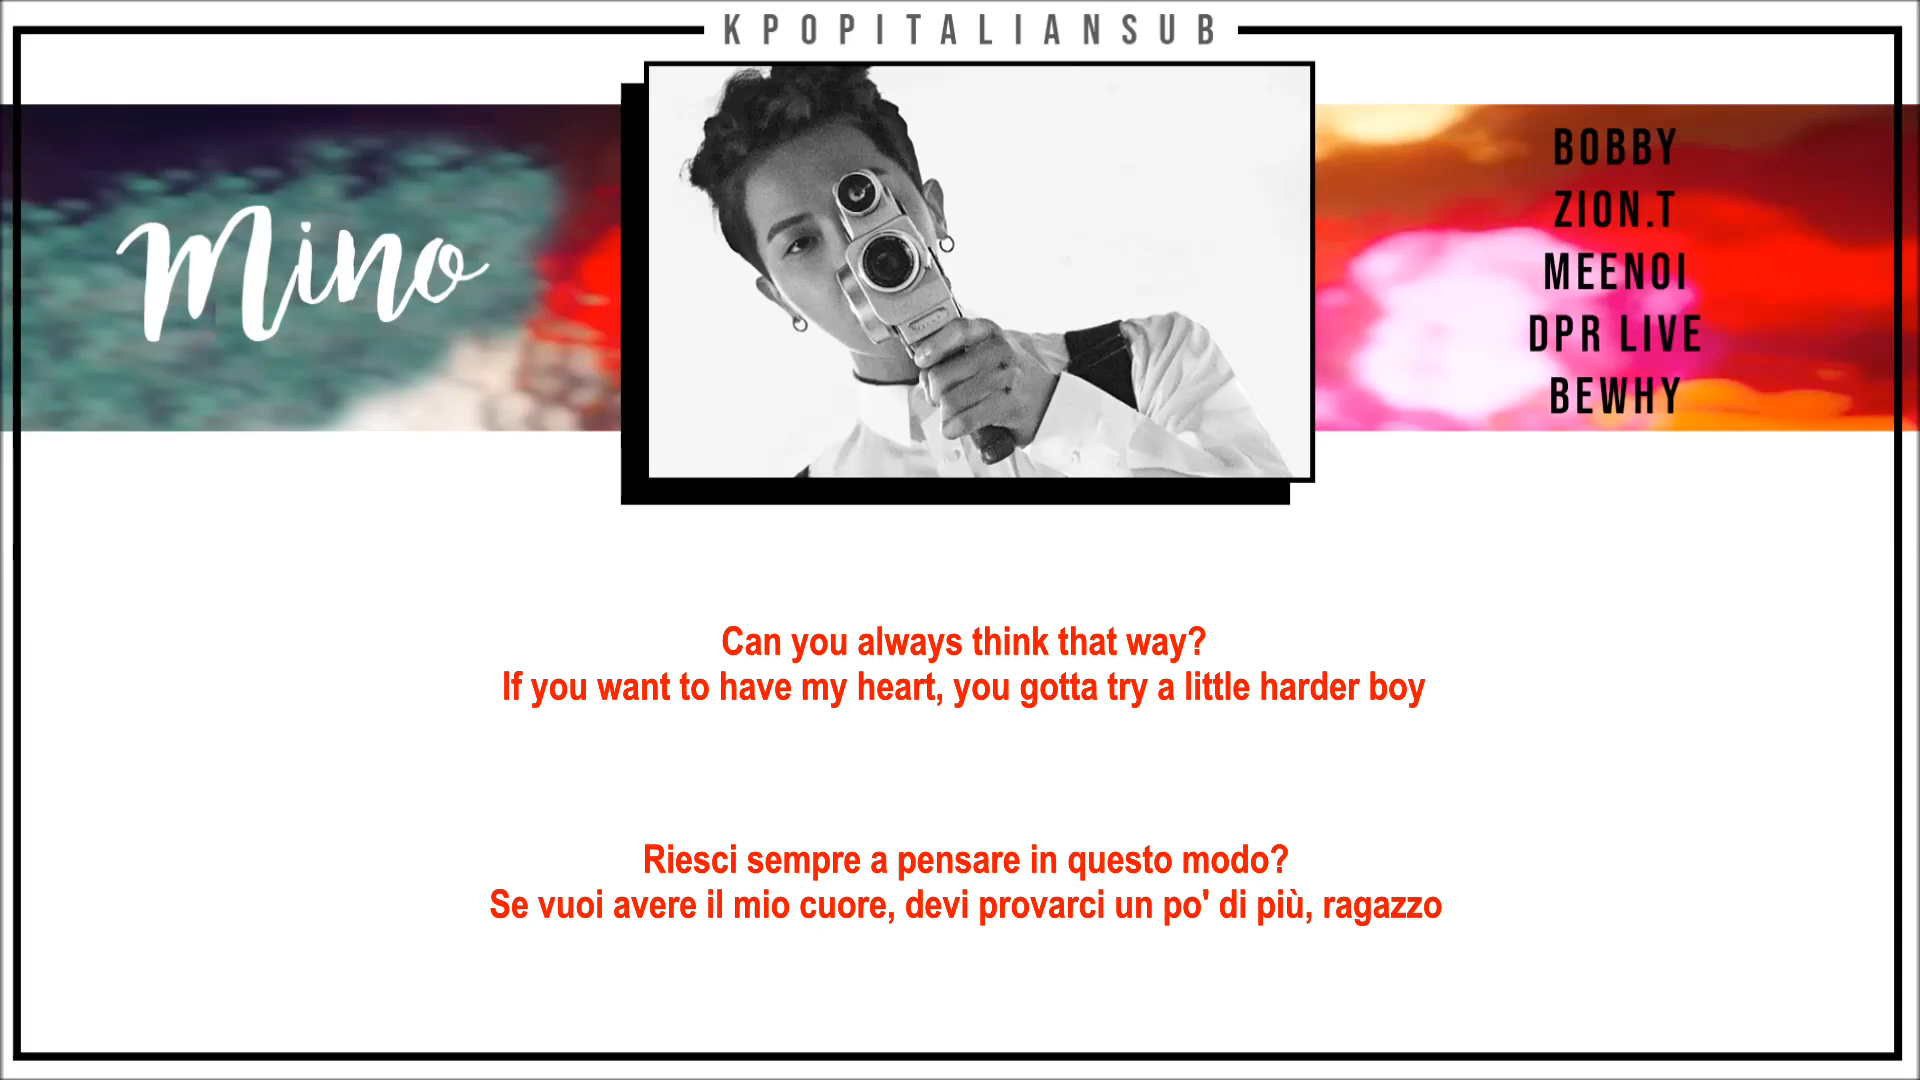 KPOPITALIANSUB
Mino
BOBBY
ZION.T
MEENOI
DPR LIVE
BEWHY
Can you always think that way?
If you want to have my heart, you gotta try a little harder boy
Riesci sempre a pensare in questo modo?
Se vuoi avere il mio cuore, devi provarci un po' di più, ragazzo